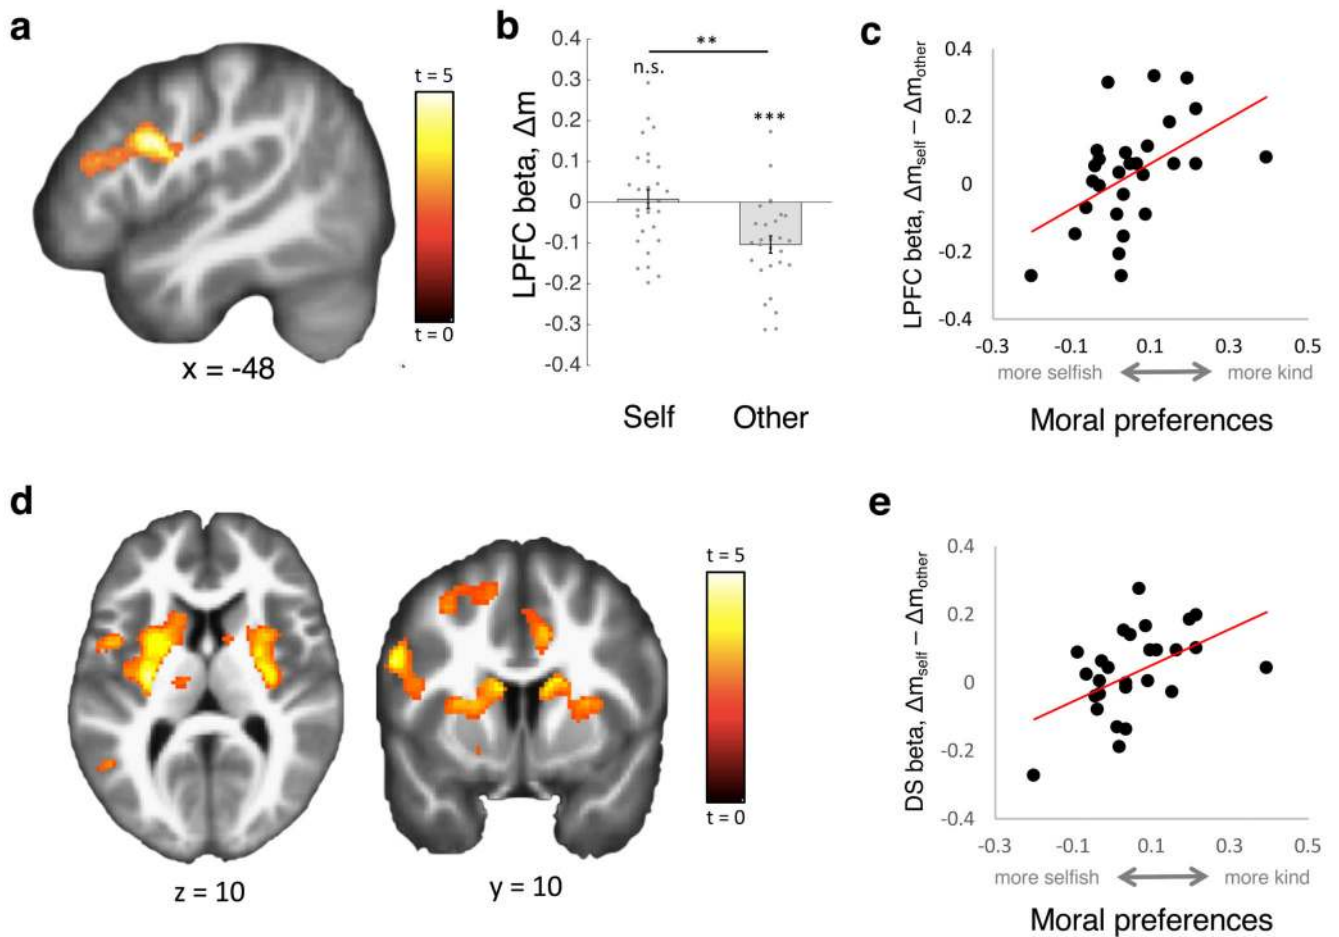 a
t = 5
t = 0
x = -48
b
LPFC beta, Δm
0.4
0.3
0.2
0.1
0
-0.1
-0.2
-0.3
-0.4
**
n.s.
***
Self
Other
c
LPFC beta, Δmself – Δmother
0.4
0.2
0
-0.2
-0.4
-0.3
-0.1
0.1
0.3
0.5
more selfish
more kind
Moral preferences
d
t = 5
t = 0
z = 10
y = 10
e
DS beta, Δmself – Δmother
0.4
0.2
0
-0.2
-0.4
-0.3
-0.1
0.1
0.3
0.5
more selfish
more kind
Moral preferences